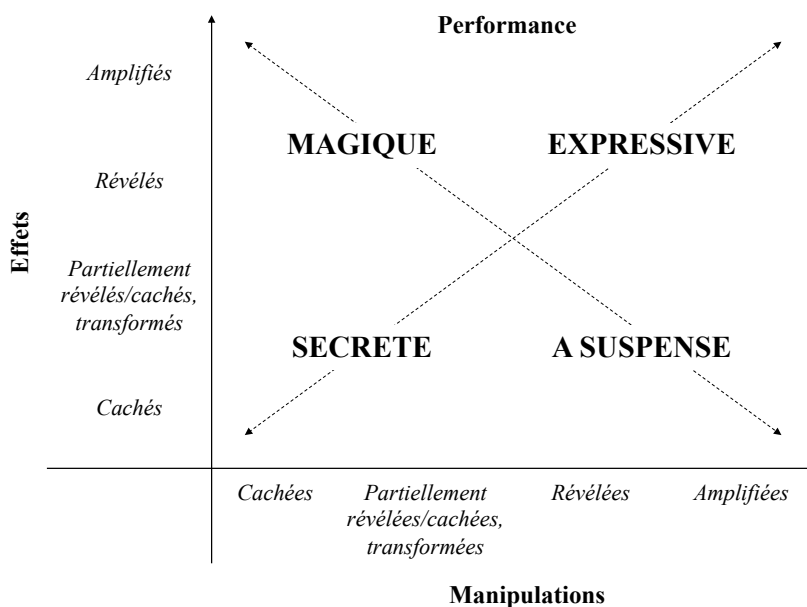 Performance
Amplifiés
MAGIQUE
EXPRESSIVE
Révélés
Effets
Partiellement
révélés/cachés,
transformés
SECRETE
A SUSPENSE
Cachés
Cachées
Partiellement
révélées/cachées,
transformées
Révélées
Amplifiées
Manipulations